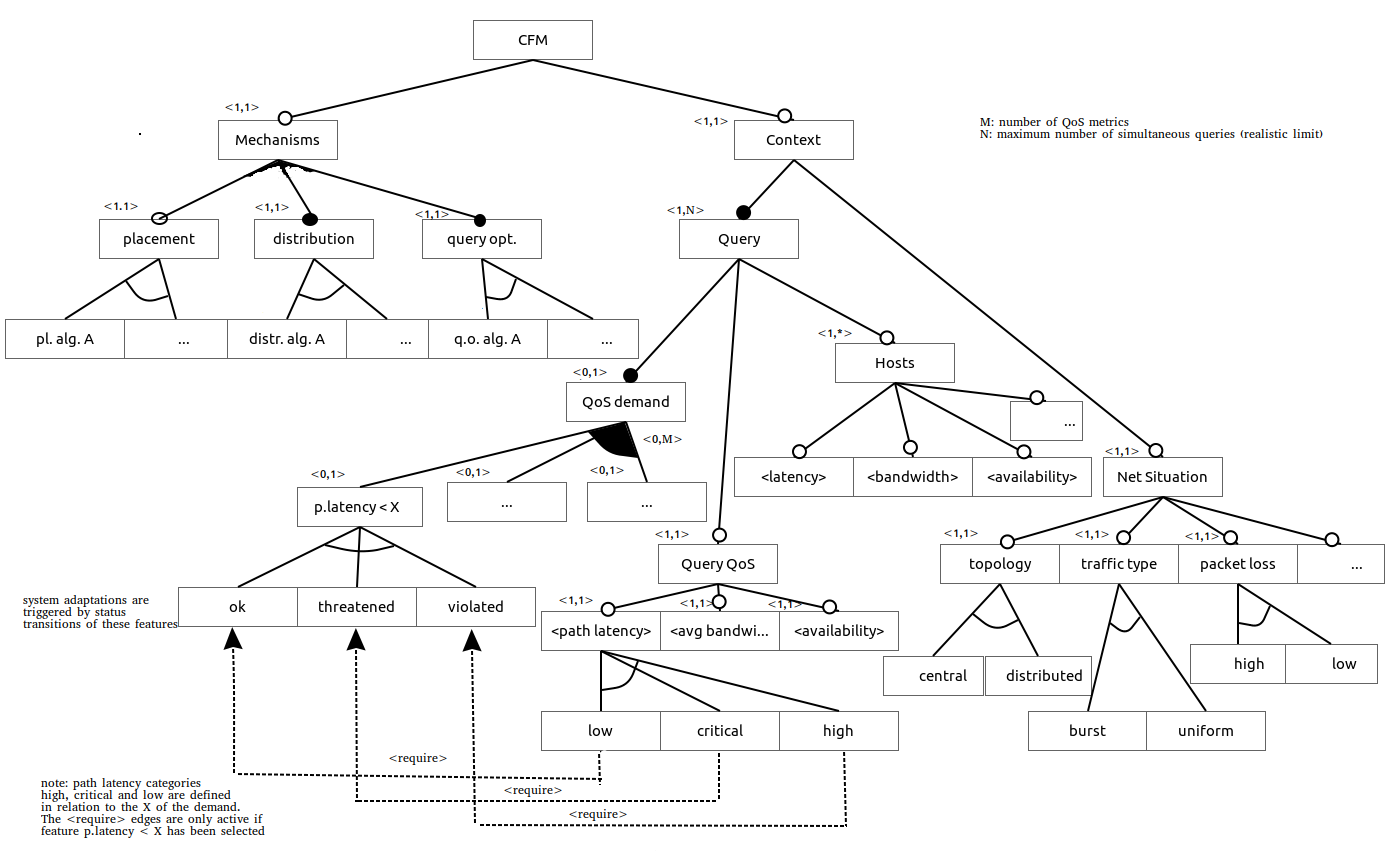 CFM
<1,1>
Mechanisms
<1,1>
Context
M: number of QoS metrics
N: maximum number of simultaneous queries (realistic limit)
<1.1>
placement
<1,1>
distribution
<1,1>
query opt.
<1,N>
Query
pl. alg. A
...
distr. alg. A
...
q.o. alg. A
...
<1,*>
Hosts
<0,1>
QoS demand
<0,M>
...
<latency>
<bandwidth>
<availability>
<1,1>
Net Situation
<0,1>
p.latency < X
<0,1>
...
<0,1>
...
<1,1>
Query QoS
<1,1>
topology
<1,1>
traffic type
<1,1>
packet loss
...
system adaptations are
triggered by status
transitions of these features
ok
threatened
violated
<1,1>
<path latency>
<1,1>
<avg bandwi...
<1,1>
<availability>
central
distributed
high
low
low
critical
high
burst
uniform
<require>
<require>
<require>
note: path latency categories
high, critical and low are defined
in relation to the X of the demand.
The <require> edges are only active if
feature p.latency < X has been selected